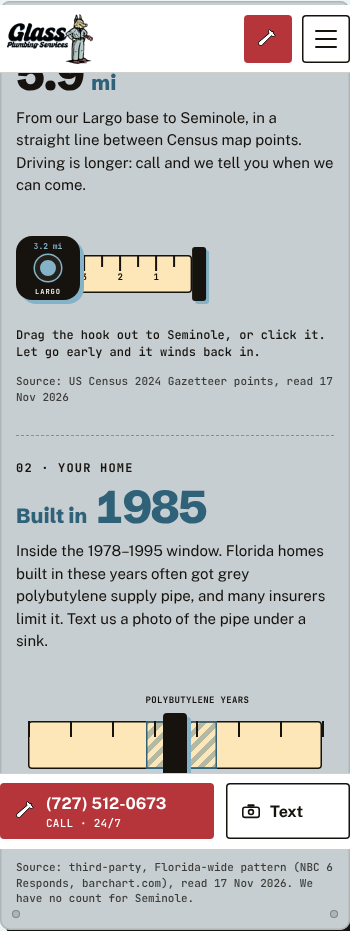 Glass
Plumbing Services
5.9 mi
From our Largo base to Seminole, in a
straight line between Census map points.
Driving is longer: call and we tell you when we
can come.
3.2 mi
LARGO
3 2 1
Drag the hook out to Seminole, or click it.
Let go early and it winds back in.
Source: US Census 2024 Gazetteer points, read 17
Nov 2026
02 · YOUR HOME
Built in 1985
Inside the 1978–1995 window. Florida homes
built in these years often got grey
polybutylene supply pipe, and many insurers
limit it. Text us a photo of the pipe under a
sink.
POLYBUTYLENE YEARS
(727) 512-0673
CALL · 24/7
Text
Source: third-party, Florida-wide pattern (NBC 6
Responds, barchart.com), read 17 Nov 2026. We
have no count for Seminole.